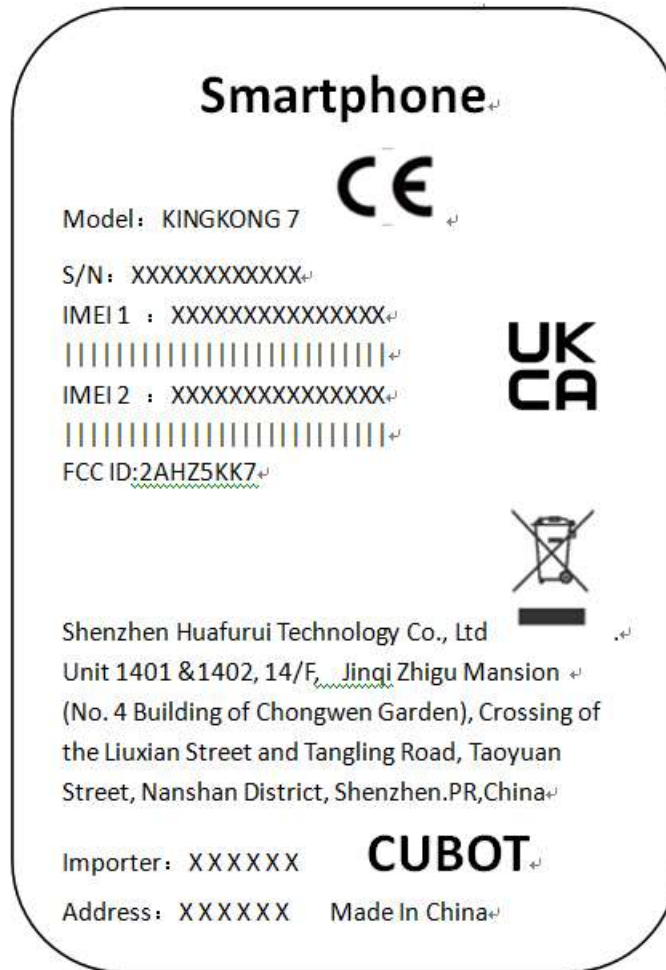 Smartphone
CE
Model：KINGKONG 7
S/N：XXXXXXXXXXXX
IMEI 1 ：XXXXXXXXXXXXXXX
IMEI 2 ：XXXXXXXXXXXXXXX
UK
CA
FCC ID:2AHZ5KK7
Shenzhen Huafurui Technology Co., Ltd .
Unit 1401 &1402, 14/F, Jinqi Zhigu Mansion
(No. 4 Building of Chongwen Garden), Crossing of
the Liuxian Street and Tangling Road, Taoyuan
Street, Nanshan District, Shenzhen.PR,China
Importer：XXXXXX CUBOT
Address：XXXXXX Made In China